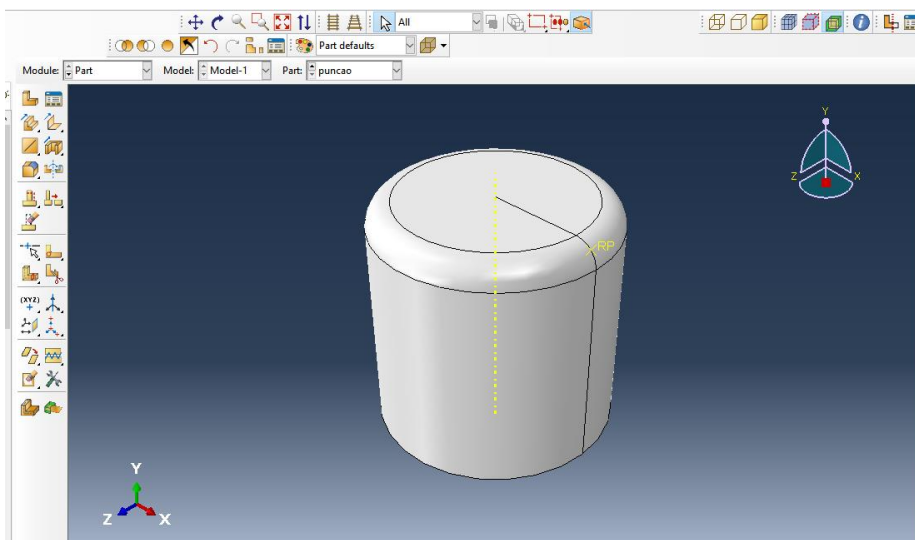 All
Part defaults
Module: Part Model: Model-1 Part: puncao
(XYZ)
Y
Z X
RP
Y
Z X